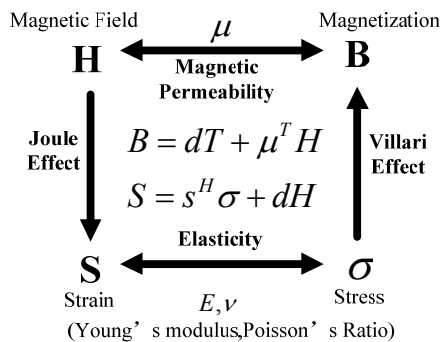 Magnetic Field
Magnetization
H
μ
B
Magnetic
Permeability
Joule
Effect
B = dT + μ^T H
S = s^H σ + dH
Villari
Effect
Elasticity
S
σ
Strain
E, ν
Stress
(Young’s modulus,Poisson’s Ratio)